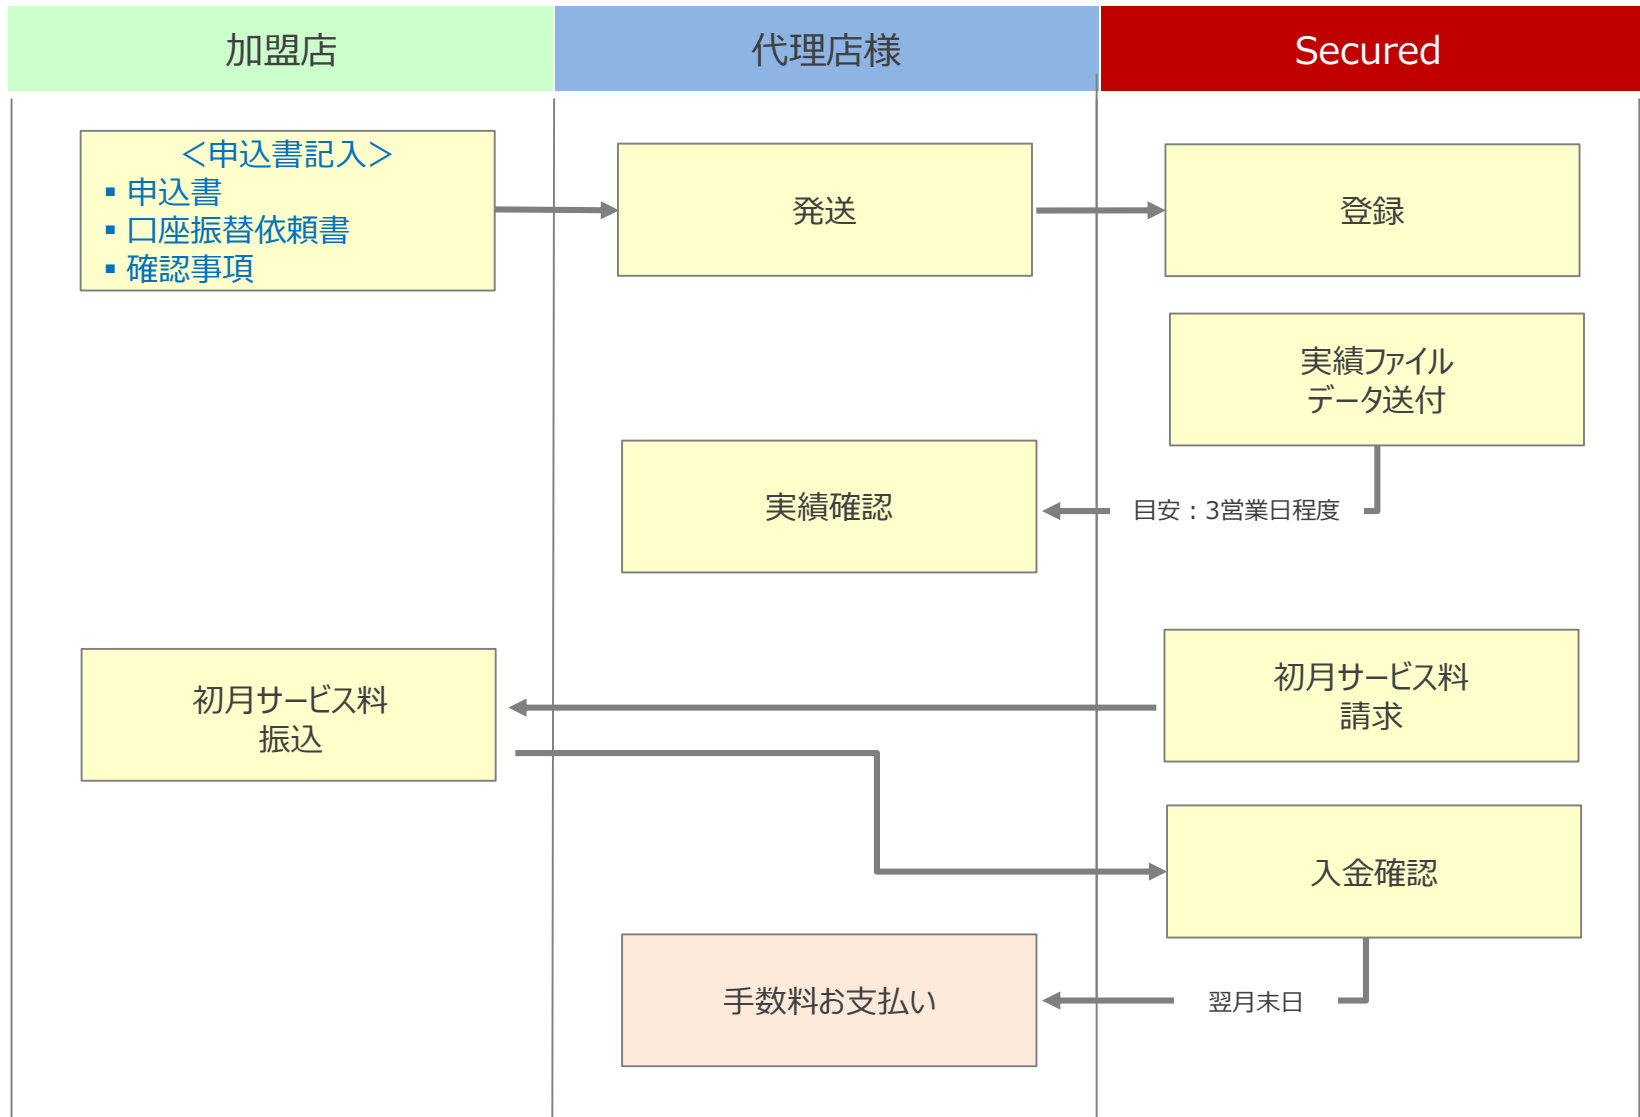 加盟店
代理店様
Secured
＜申込書記入＞
▪ 申込書
▪ 口座振替依頼書
▪ 確認事項
発送
登録
実績ファイル
データ送付
実績確認
目安：3営業日程度
初月サービス料
振込
初月サービス料
請求
入金確認
手数料お支払い
翌月末日